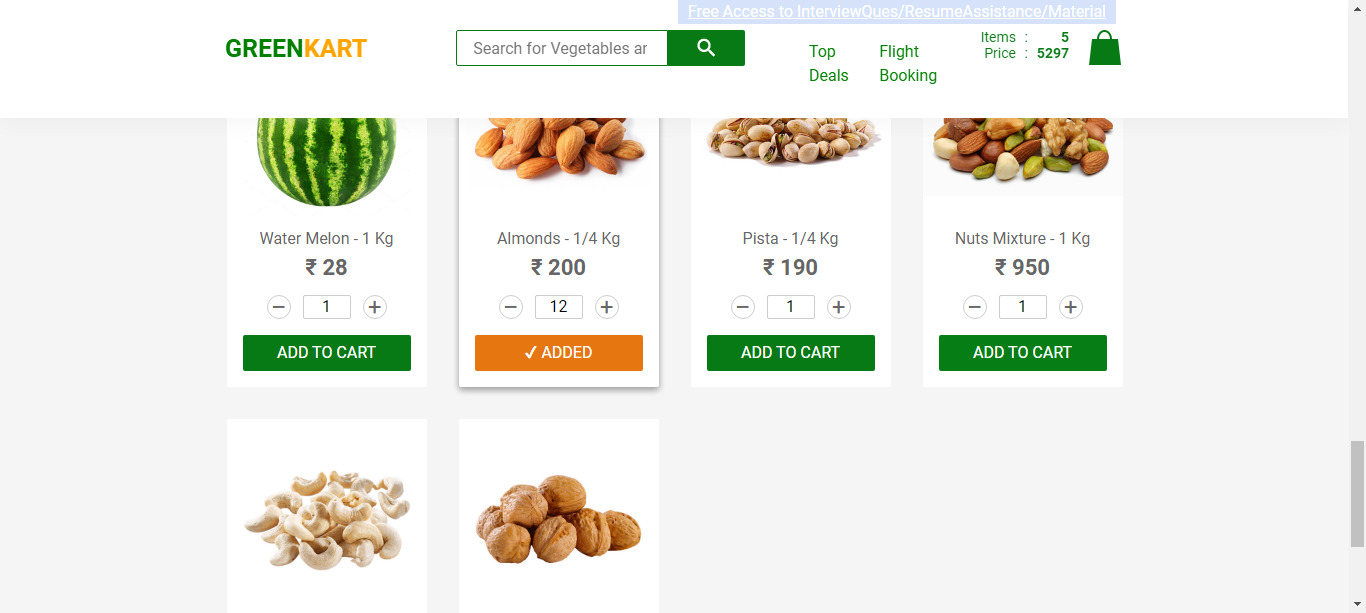 Free Access to InterviewQues/ResumeAssistance/Material
GREENKART
Search for Vegetables ar
Top Deals
Flight Booking
Items : 5
Price : 5297
Water Melon - 1 Kg
₹ 28
− 1 +
ADD TO CART
Almonds - 1/4 Kg
₹ 200
− 12 +
✓ ADDED
Pista - 1/4 Kg
₹ 190
− 1 +
ADD TO CART
Nuts Mixture - 1 Kg
₹ 950
− 1 +
ADD TO CART